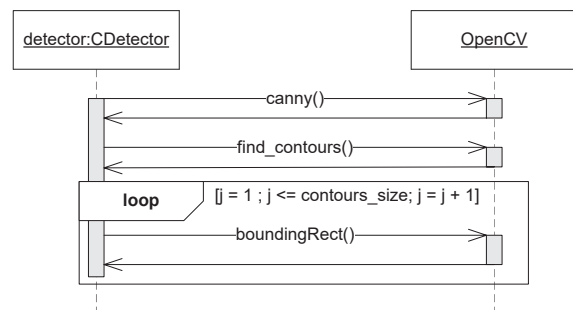 detector:CDetector
OpenCV
canny()
find_contours()
loop
[j = 1 ; j <= contours_size; j = j + 1]
boundingRect()